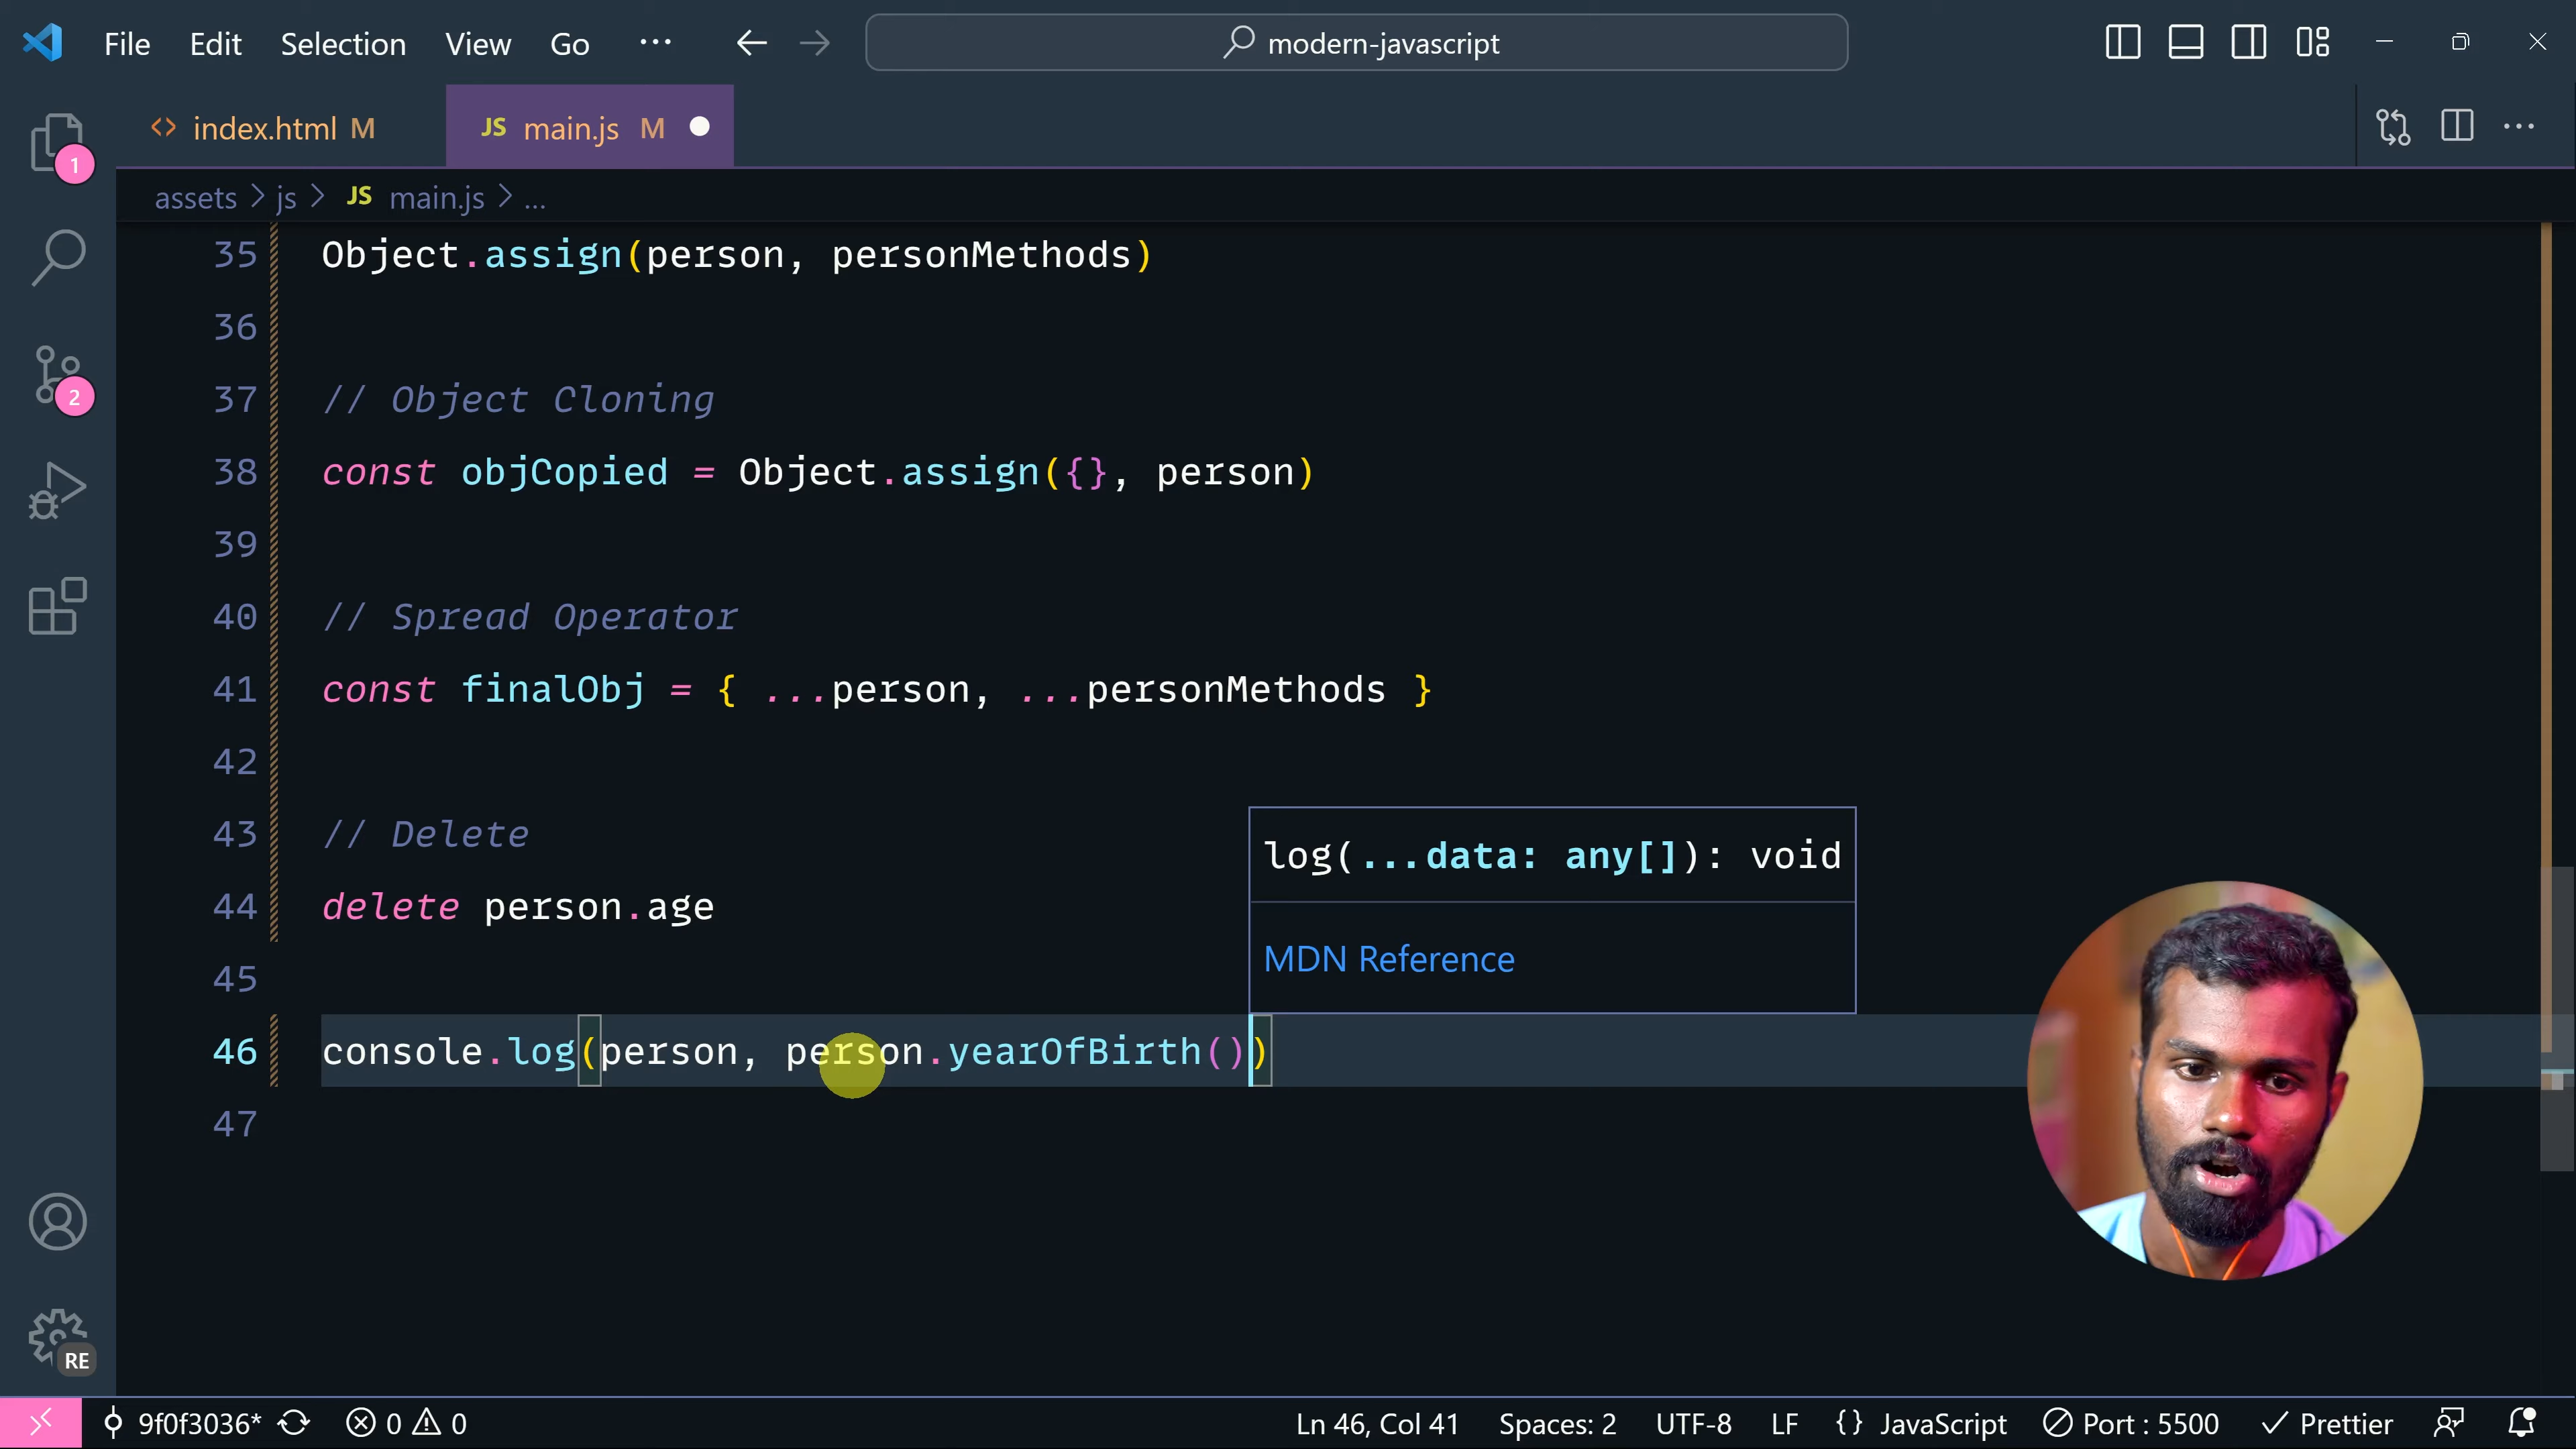 File Edit Selection View Go ... modern-javascript
1
<> index.html M JS main.js M
assets > js > JS main.js > ...
35 Object.assign(person, personMethods)
36
37 // Object Cloning
38 const objCopied = Object.assign({}, person)
39
40 // Spread Operator
41 const finalObj = { ...person, ...personMethods }
42
43 // Delete
44 delete person.age
45
46 console.log(person, person.yearOfBirth())
47
log(...data: any[]): void
MDN Reference
2
RE
9f0f3036* 0 0 Ln 46, Col 41 Spaces: 2 UTF-8 LF {} JavaScript Port : 5500 Prettier